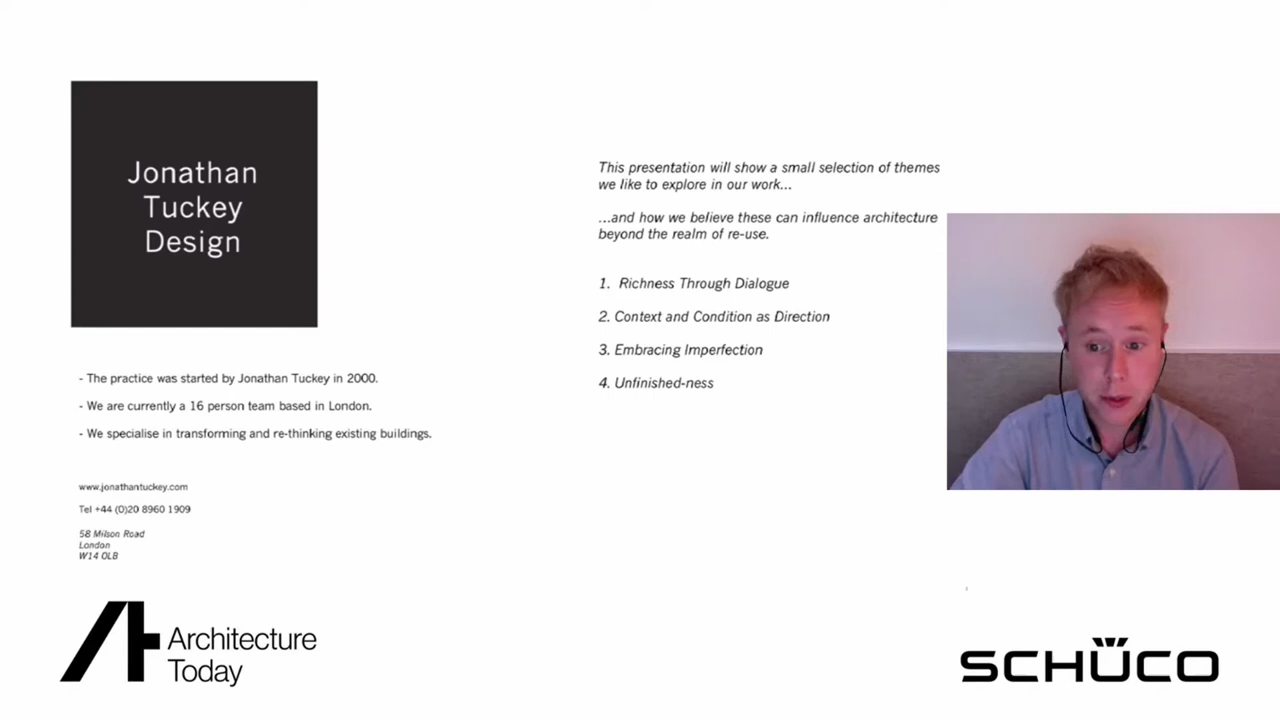 Jonathan
Tuckey
Design
- The practice was started by Jonathan Tuckey in 2000.
- We are currently a 16 person team based in London.
- We specialise in transforming and re-thinking existing buildings.
www.jonathantuckey.com
Tel +44 (0)20 8960 1909
58 Milson Road
London
W14 0LB
This presentation will show a small selection of themes
we like to explore in our work...
...and how we believe these can influence architecture
beyond the realm of re-use.
1. Richness Through Dialogue
2. Context and Condition as Direction
3. Embracing Imperfection
4. Unfinished-ness
Architecture
Today
SCHÜCO